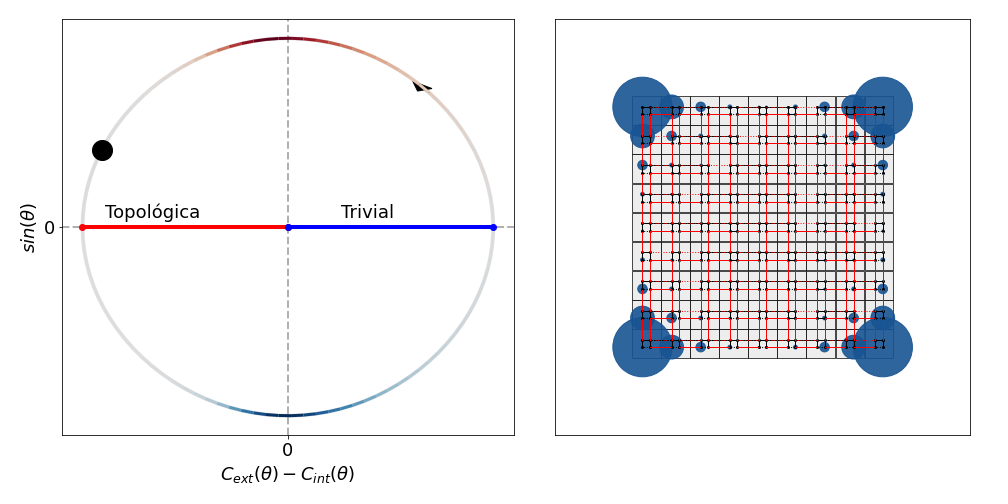 sin(θ)
0
Topológica
Trivial
0
C_ext(θ) − C_int(θ)